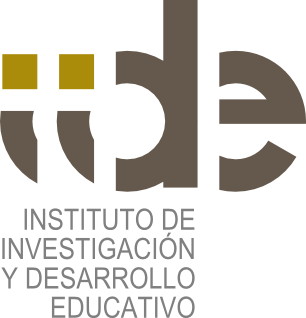 iide
INSTITUTO DE
INVESTIGACIÓN
Y DESARROLLO
EDUCATIVO